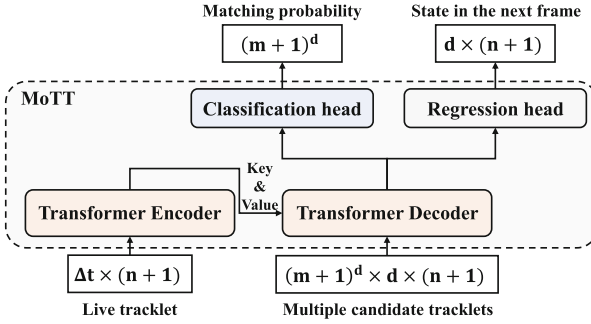 Matching probability
State in the next frame
(m + 1)^d
d × (n + 1)
MoTT
Classification head
Regression head
Key
&
Value
Transformer Encoder
Transformer Decoder
Δt × (n + 1)
(m + 1)^d × d × (n + 1)
Live tracklet
Multiple candidate tracklets